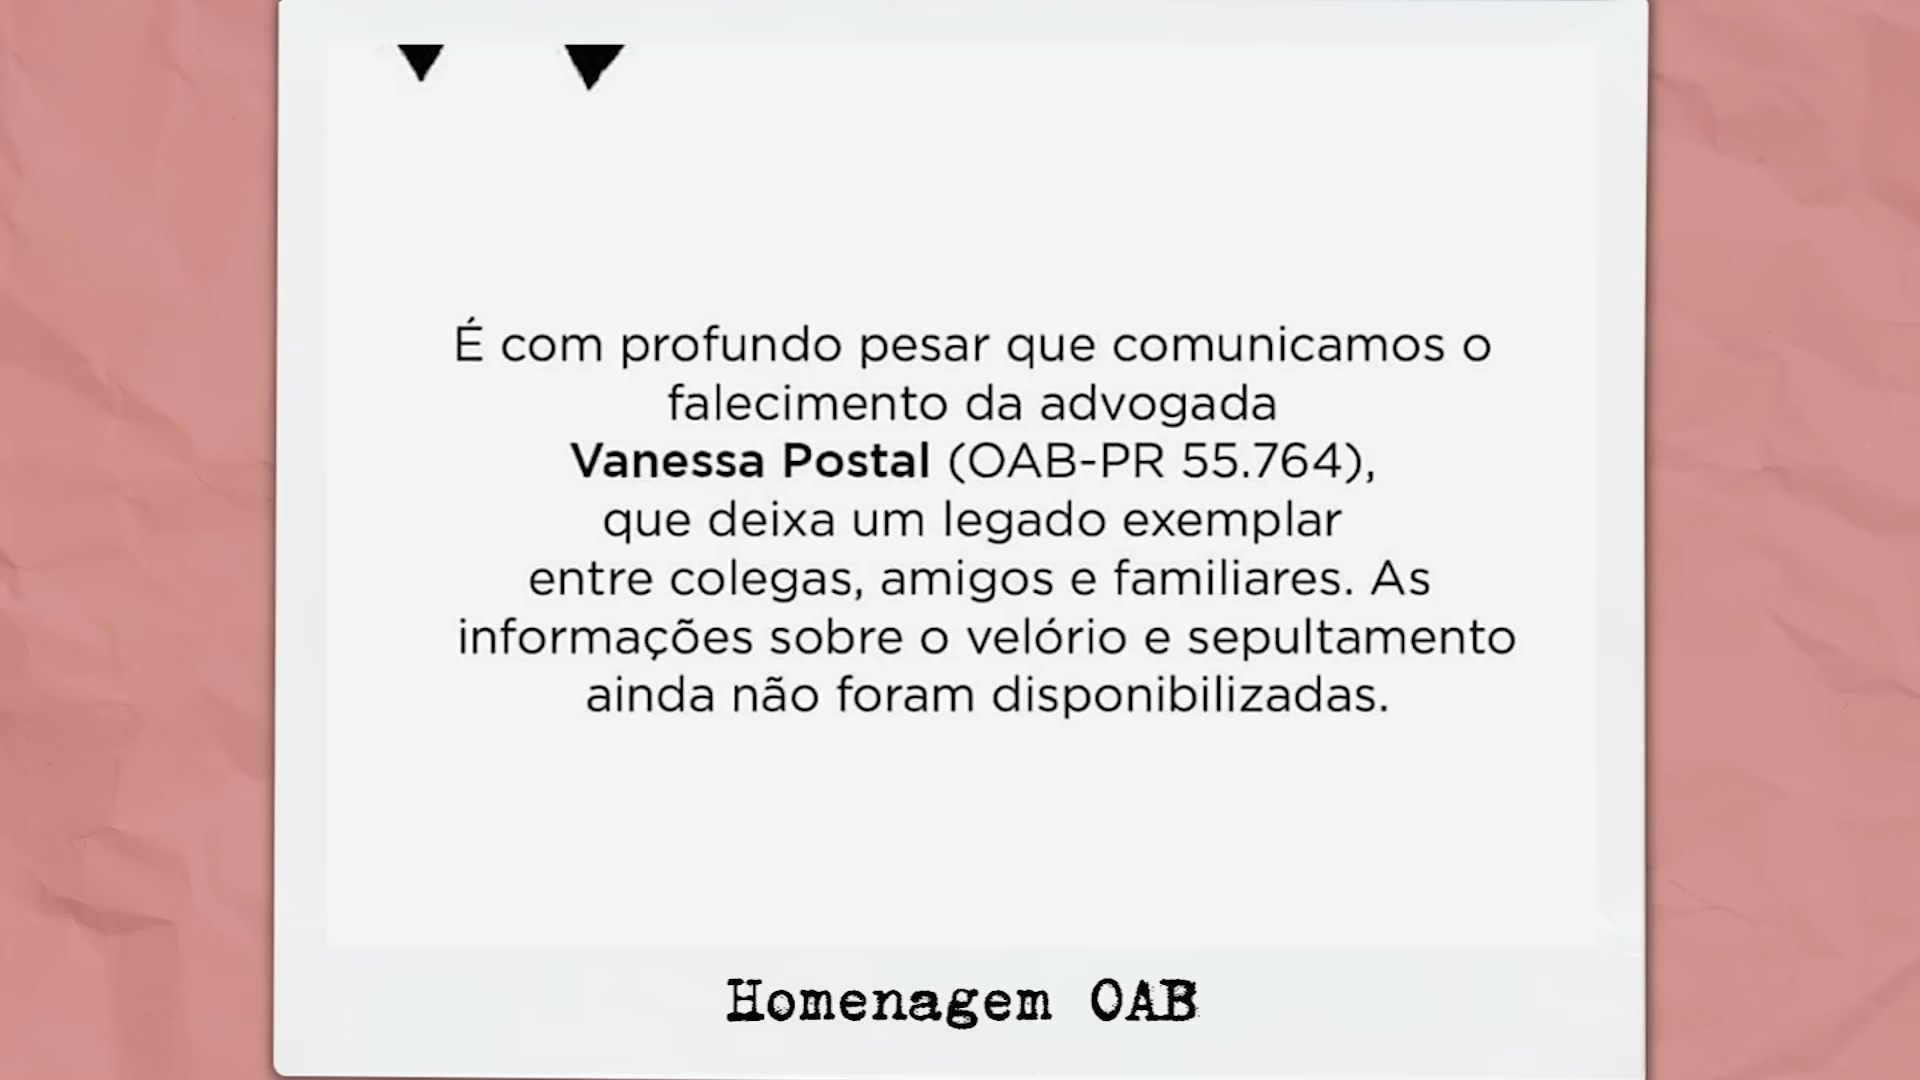 É com profundo pesar que comunicamos o
falecimento da advogada
Vanessa Postal (OAB-PR 55.764),
que deixa um legado exemplar
entre colegas, amigos e familiares. As
informações sobre o velório e sepultamento
ainda não foram disponibilizadas.
Homenagem OAB